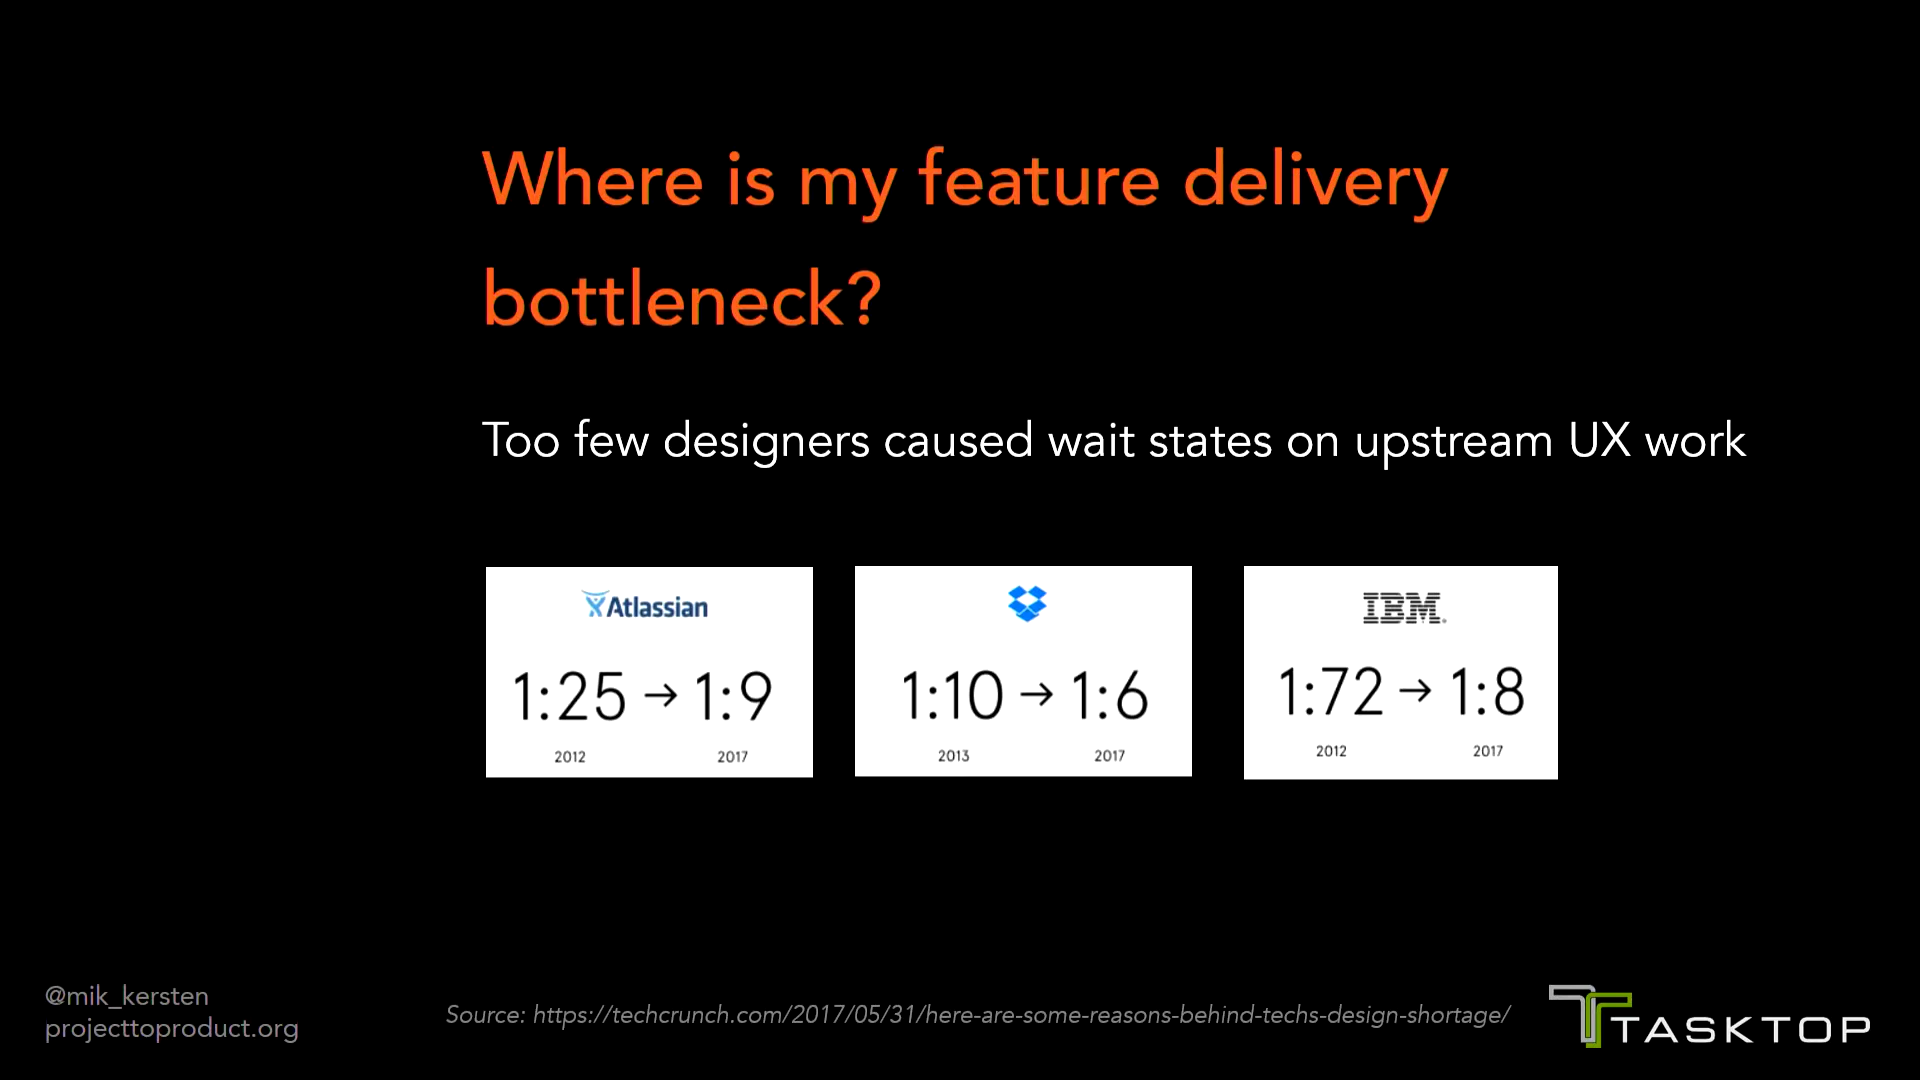 Where is my feature delivery
bottleneck?
Too few designers caused wait states on upstream UX work
Atlassian
1:25 → 1:9
2012 2017
1:10 → 1:6
2013 2017
IBM®
1:72 → 1:8
2012 2017
@mik_kersten
projecttoproduct.org
Source: https://techcrunch.com/2017/05/31/here-are-some-reasons-behind-techs-design-shortage/
TASKTOP